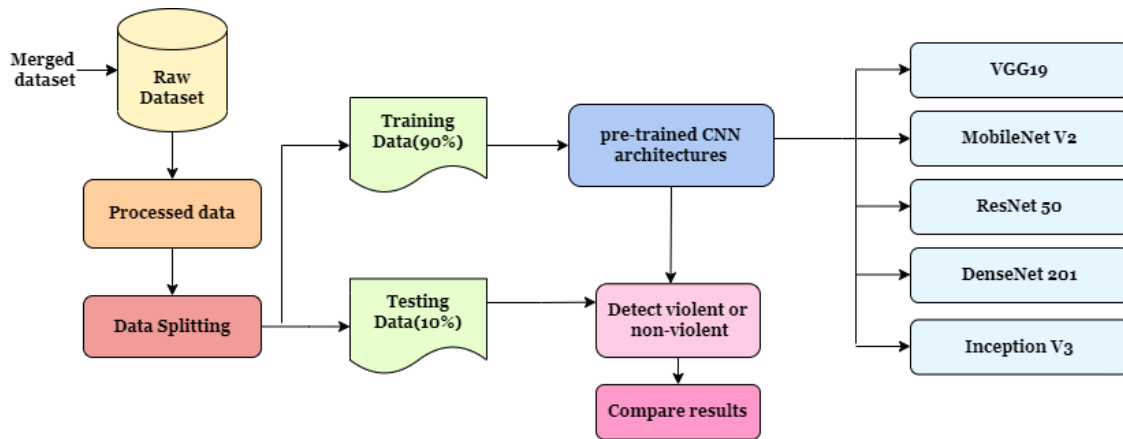 Merged
dataset
Raw
Dataset
Processed data
Data Splitting
Training
Data(90%)
Testing
Data(10%)
pre-trained CNN
architectures
Detect violent or
non-violent
Compare results
VGG19
MobileNet V2
ResNet 50
DenseNet 201
Inception V3